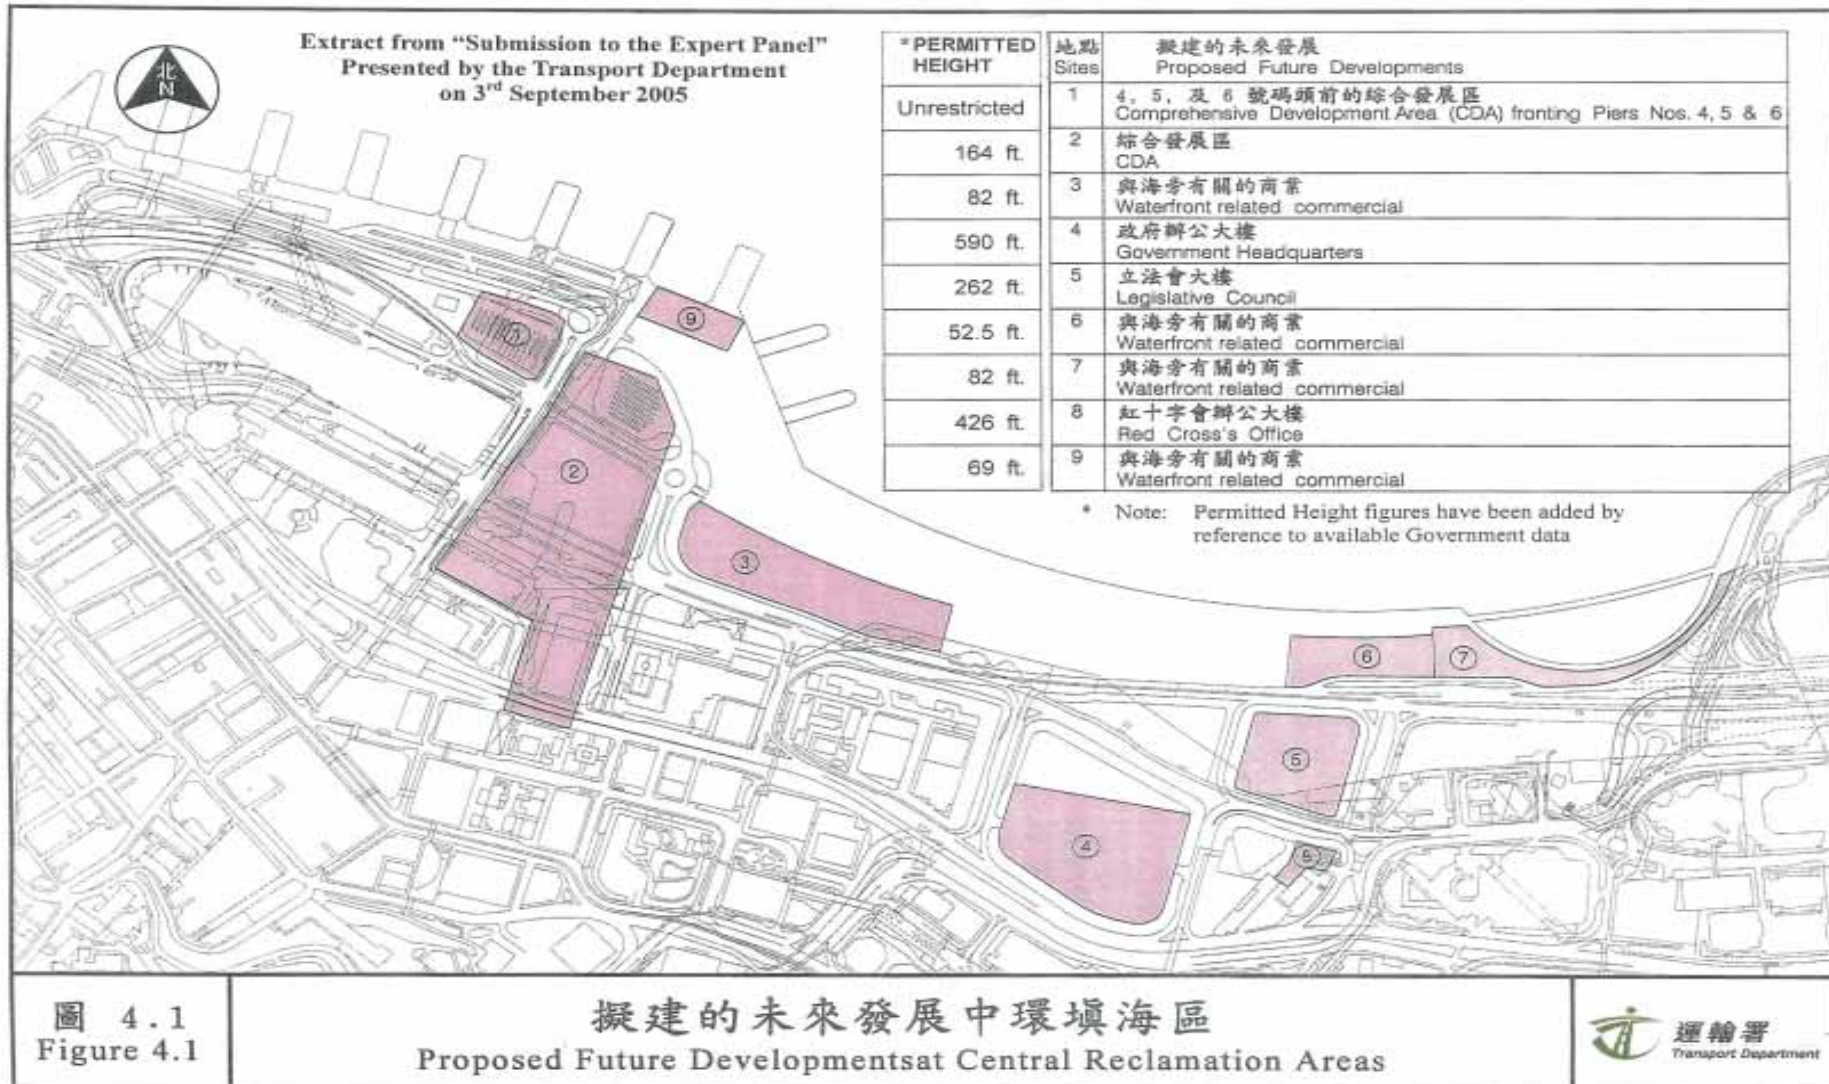 Extract from “Submission to the Expert Panel”
Presented by the Transport Department
on 3rd September 2005
北
N
*PERMITTED
HEIGHT
地點
Sites
擬建的未來發展
Proposed Future Developments
Unrestricted
1
4, 5, 及 6 號碼頭前的綜合發展區
Comprehensive Development Area (CDA) fronting Piers Nos. 4, 5 & 6
164 ft.
2
綜合發展區
CDA
82 ft.
3
與海旁有關的商業
Waterfront related commercial
590 ft.
4
政府辦公大樓
Government Headquarters
262 ft.
5
立法會大樓
Legislative Council
52.5 ft.
6
與海旁有關的商業
Waterfront related commercial
82 ft.
7
與海旁有關的商業
Waterfront related commercial
426 ft.
8
紅十字會辦公大樓
Red Cross's Office
69 ft.
9
與海旁有關的商業
Waterfront related commercial
* Note: Permitted Height figures have been added by
reference to available Government data
1
9
2
3
6
7
5
4
8
圖 4.1
Figure 4.1
擬建的未來發展中環填海區
Proposed Future Developmentsat Central Reclamation Areas
運輸署
Transport Department